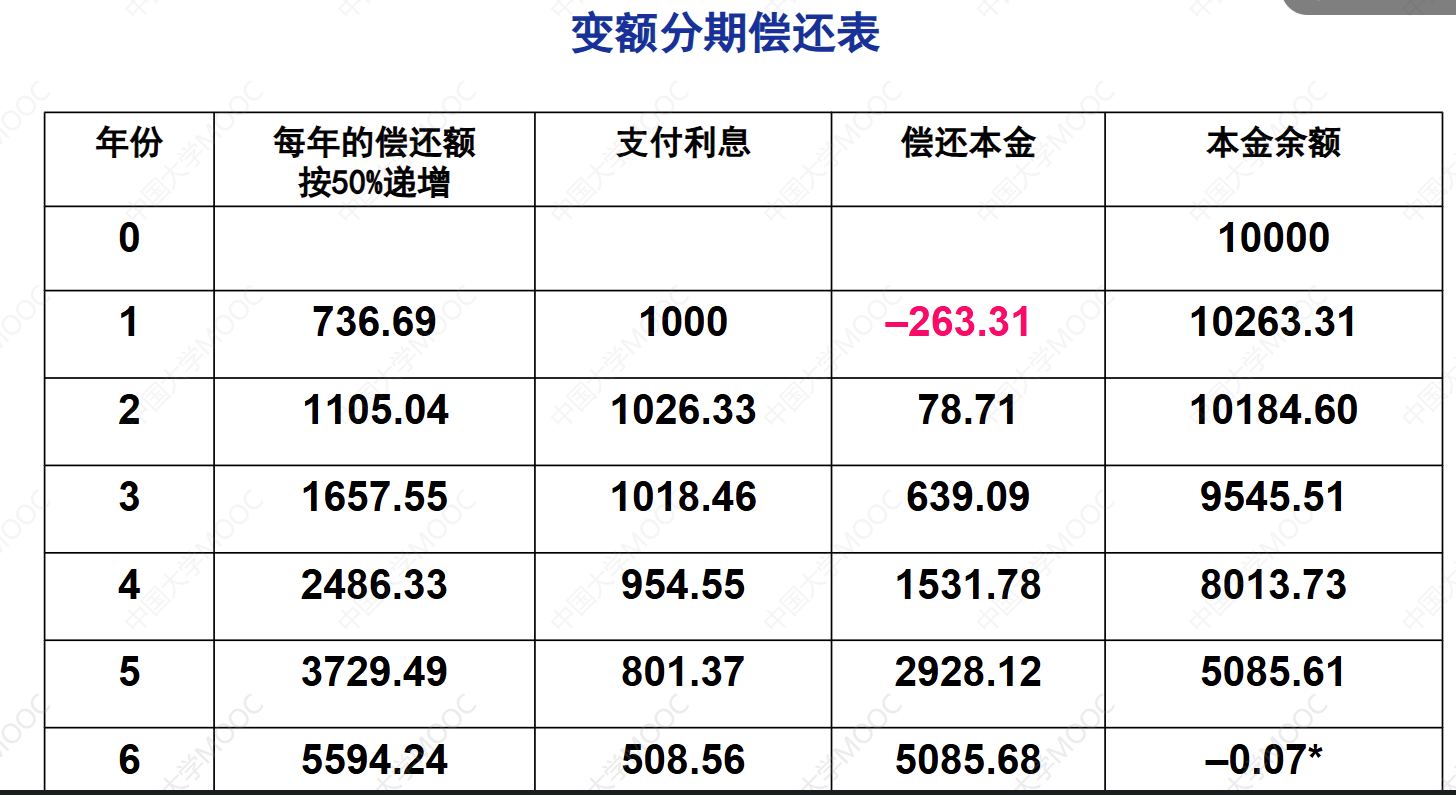 变额分期偿还表
年份 每年的偿还额 支付利息 偿还本金 本金余额
按50%递增
0 10000
1 736.69 1000 –263.31 10263.31
2 1105.04 1026.33 78.71 10184.60
3 1657.55 1018.46 639.09 9545.51
4 2486.33 954.55 1531.78 8013.73
5 3729.49 801.37 2928.12 5085.61
6 5594.24 508.56 5085.68 –0.07*
中国大学MOOC